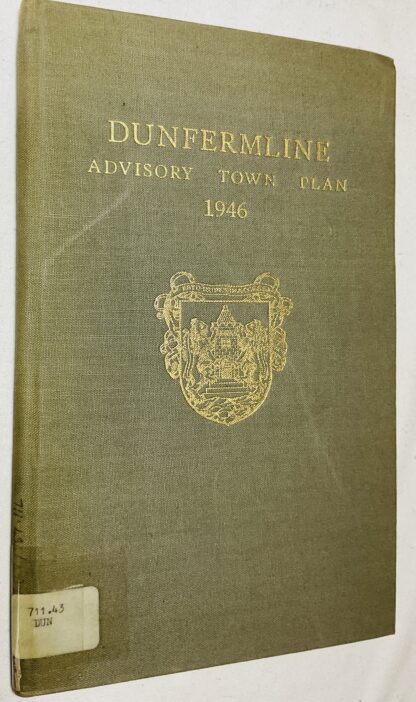 DUNFERMLINE
ADVISORY TOWN PLAN
1946
711.43
DUN